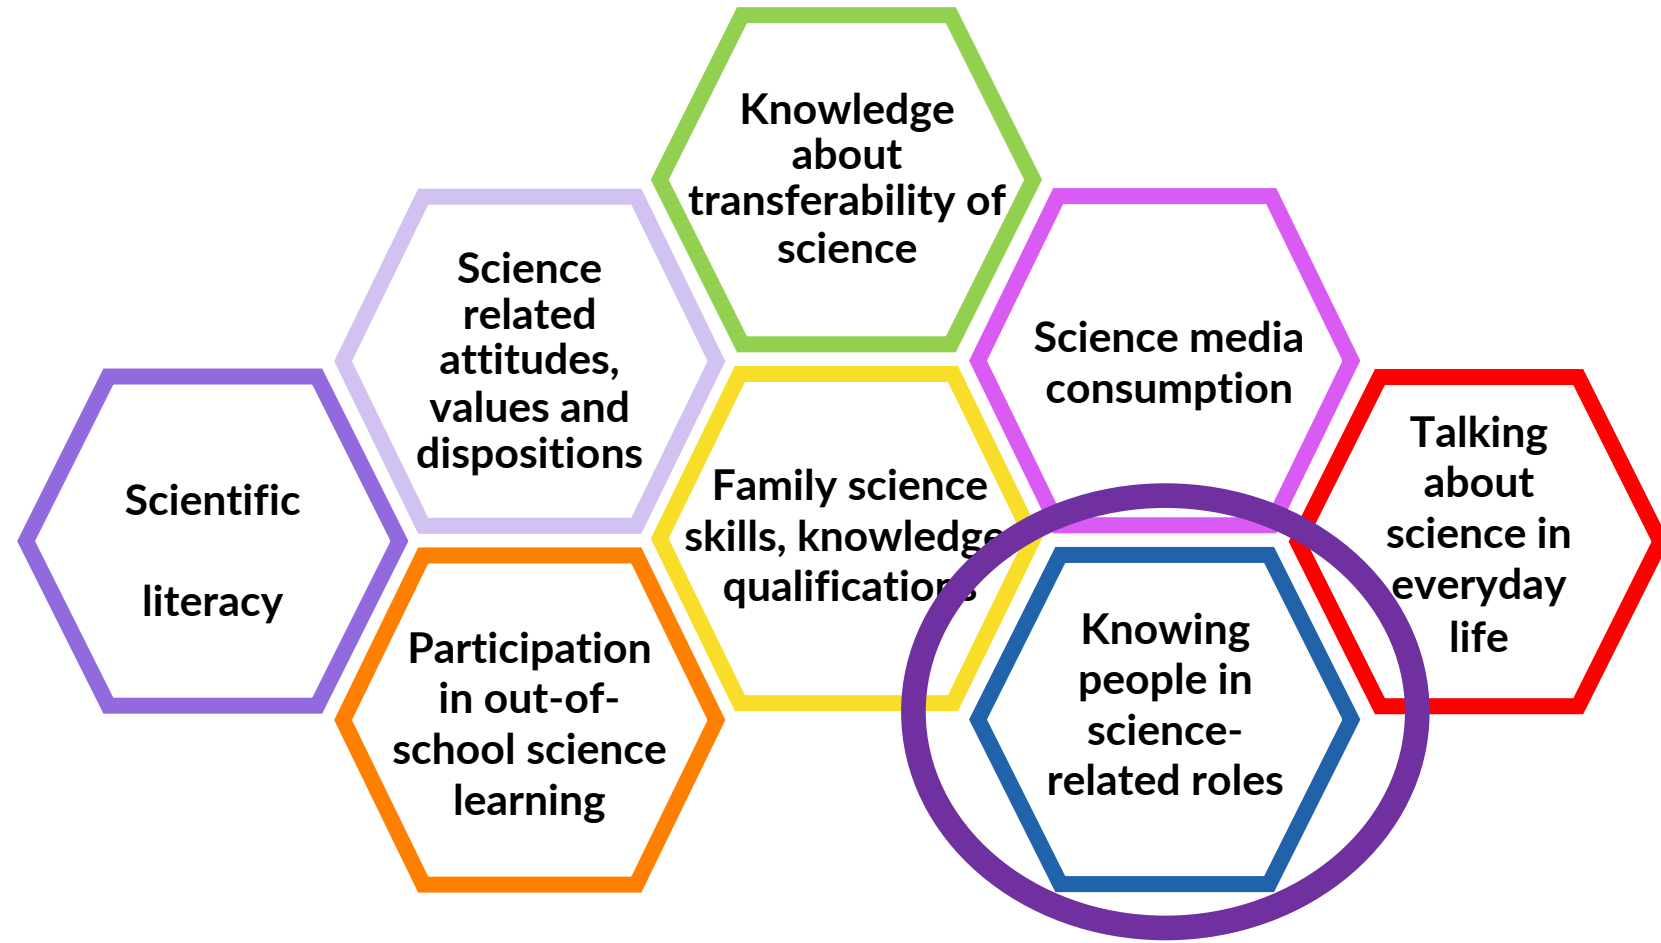 Knowledge
about
transferability of
science
Science
related
attitudes,
values and
dispositions
Science media
consumption
Scientific
literacy
Family science
skills, knowledge
qualifications
Talking
about
science in
everyday
life
Participation
in out-of-
school science
learning
Knowing
people in
science-
related roles